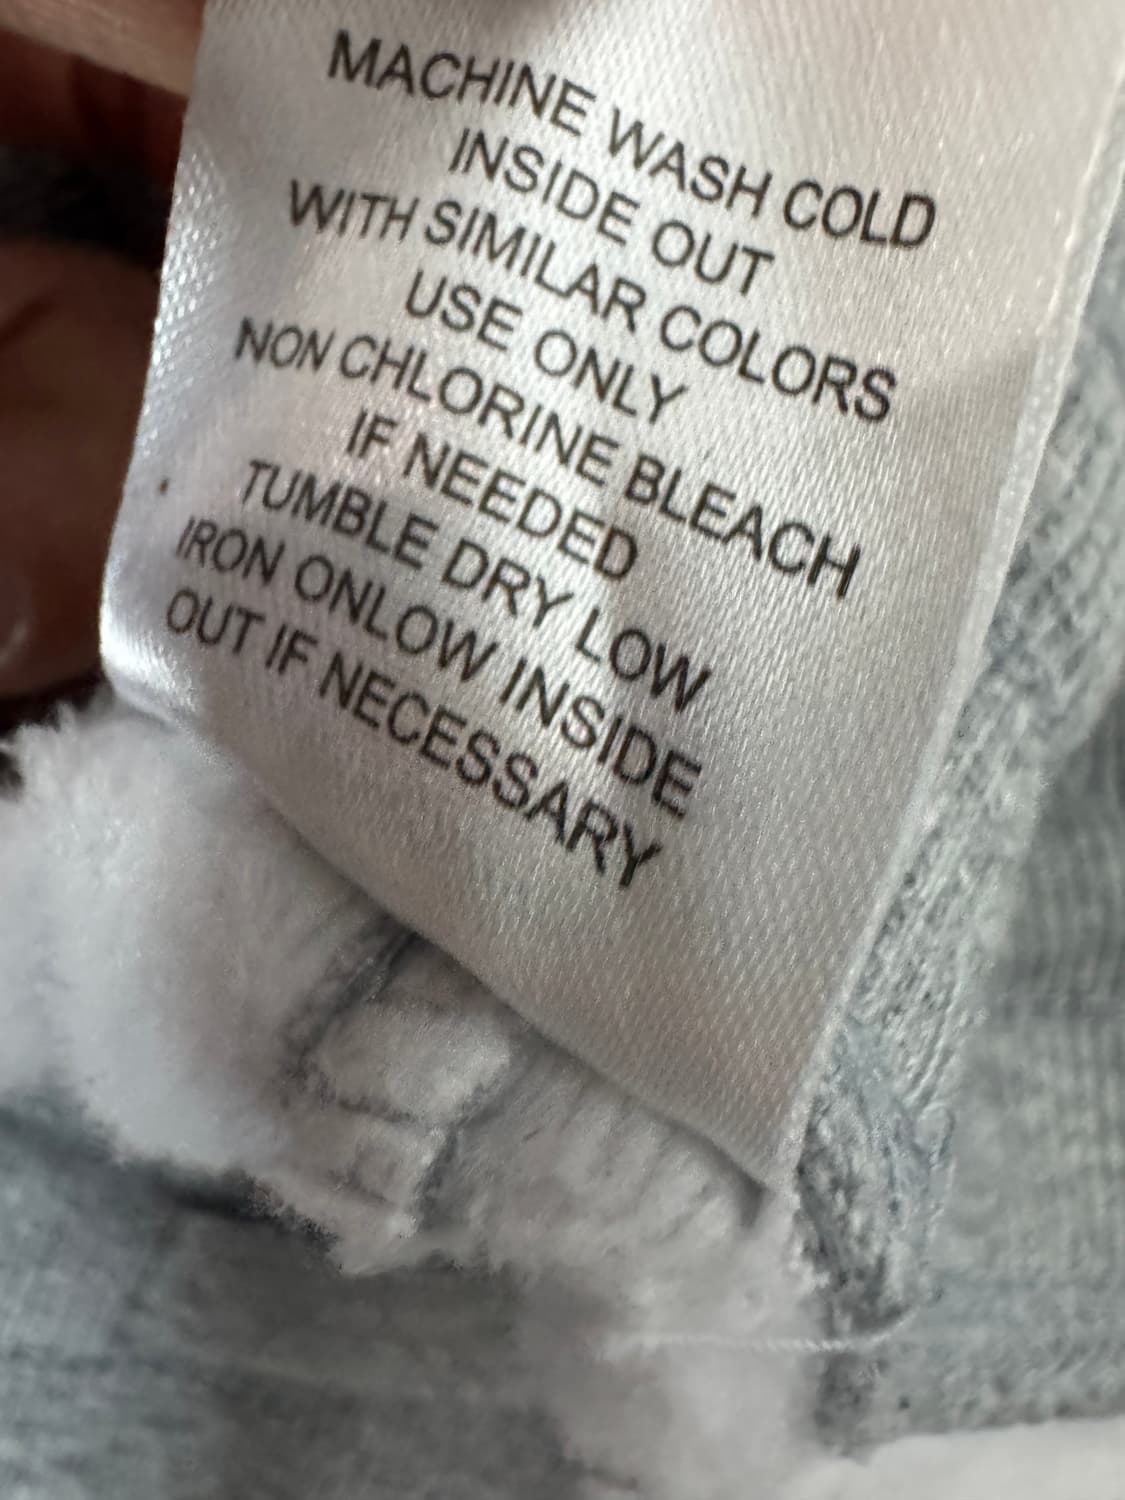 MACHINE WASH COLD
INSIDE OUT
WITH SIMILAR COLORS
USE ONLY
NON CHLORINE BLEACH
IF NEEDED
TUMBLE DRY LOW
IRON ONLOW INSIDE
OUT IF NECESSARY